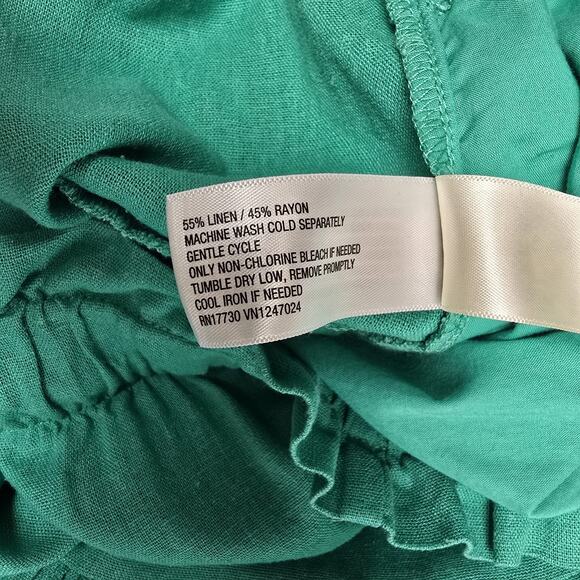 55% LINEN / 45% RAYON
MACHINE WASH COLD SEPARATELY
GENTLE CYCLE
ONLY NON-CHLORINE BLEACH IF NEEDED
TUMBLE DRY LOW, REMOVE PROMPTLY
COOL IRON IF NEEDED
RN17730 VN1247024